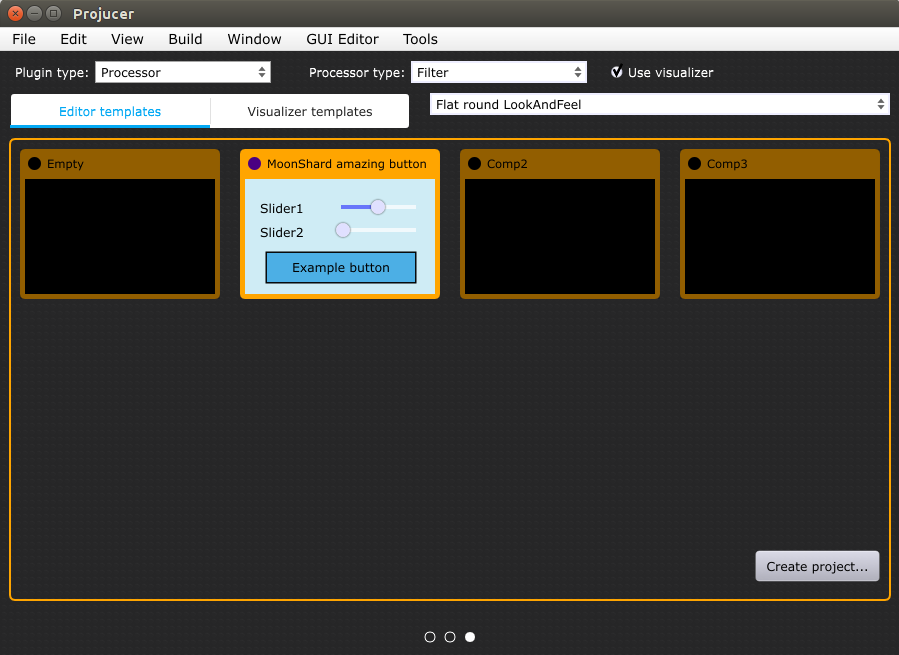 Projucer
File Edit View Build Window GUI Editor Tools
Plugin type: Processor Processor type: Filter Use visualizer
Editor templates Visualizer templates Flat round LookAndFeel
Empty MoonShard amazing button Comp2 Comp3
Slider1
Slider2
Example button
Create project...